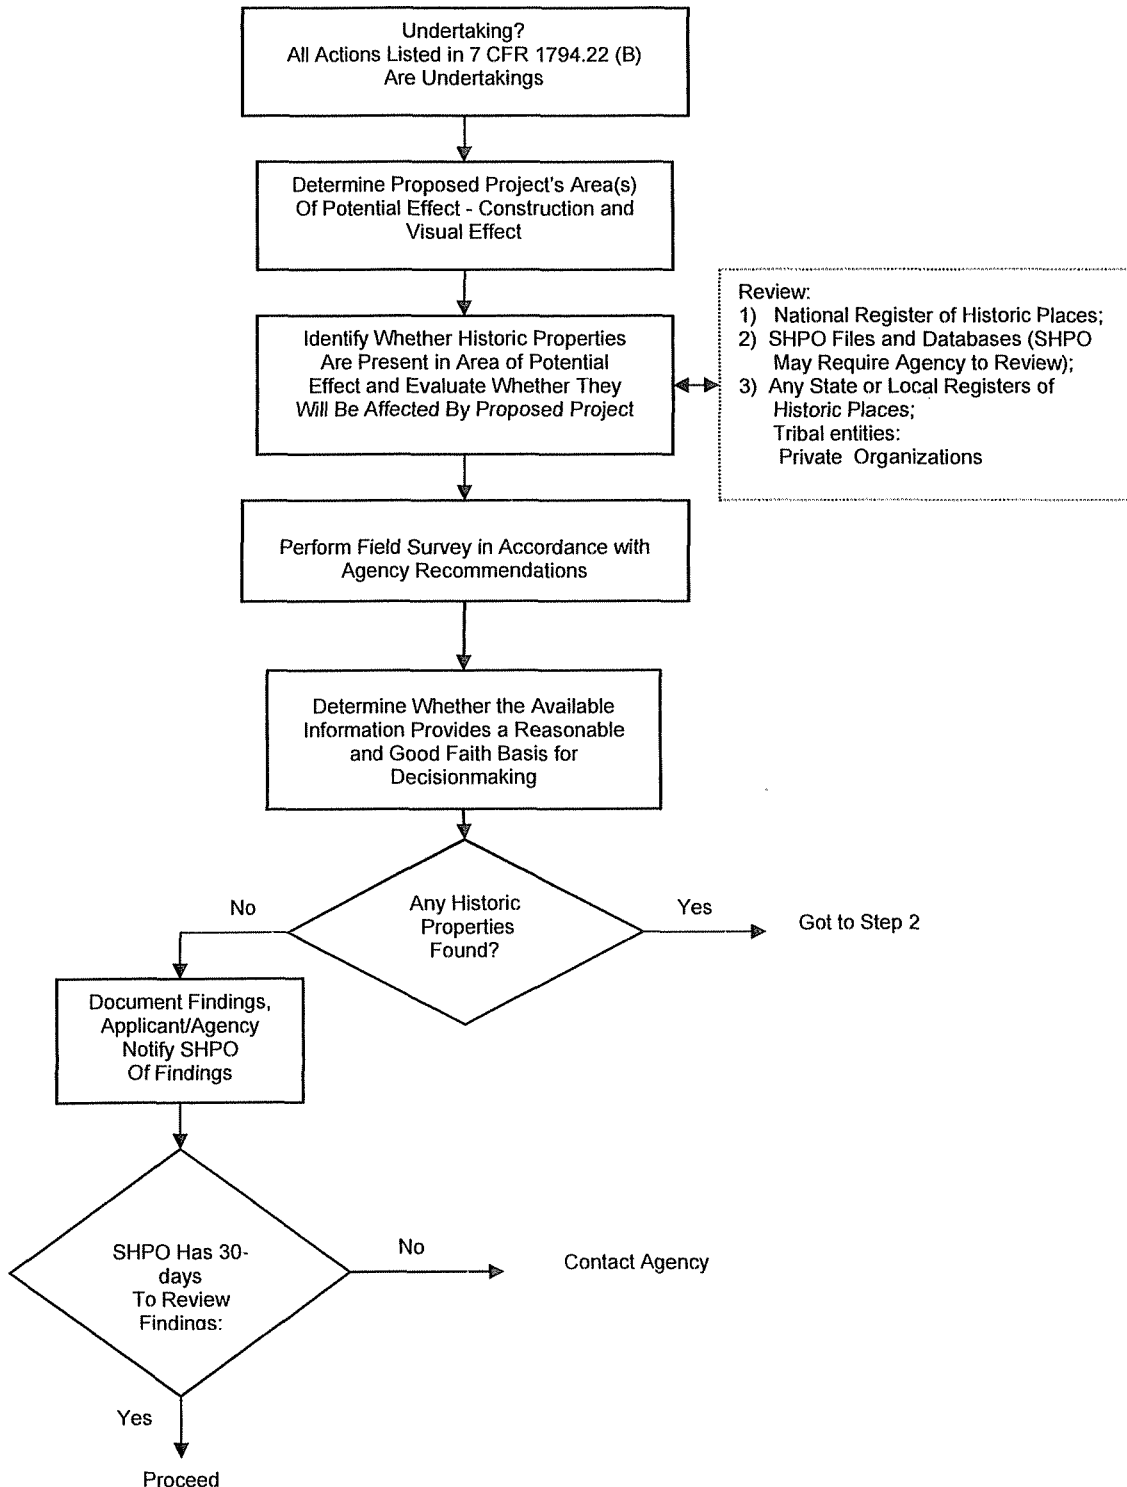 Undertaking?
All Actions Listed in 7 CFR 1794.22 (B)
Are Undertakings
Determine Proposed Project's Area(s)
Of Potential Effect - Construction and
Visual Effect
Identify Whether Historic Properties
Are Present in Area of Potential
Effect and Evaluate Whether They
Will Be Affected By Proposed Project
Review:
1) National Register of Historic Places;
2) SHPO Files and Databases (SHPO
May Require Agency to Review);
3) Any State or Local Registers of
Historic Places;
Tribal entities:
Private Organizations
Perform Field Survey in Accordance with
Agency Recommendations
Determine Whether the Available
Information Provides a Reasonable
and Good Faith Basis for
Decisionmaking
Any Historic
Properties
Found?
No
Yes
Got to Step 2
Document Findings,
Applicant/Agency
Notify SHPO
Of Findings
SHPO Has 30-
days
To Review
Findings:
No
Contact Agency
Yes
Proceed